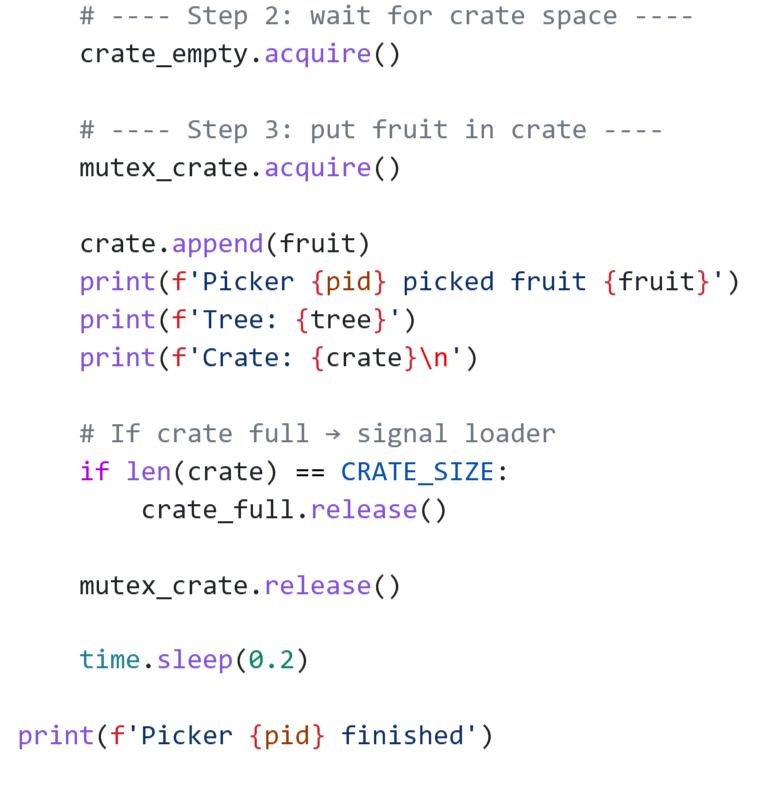 # ---- Step 2: wait for crate space ----
crate_empty.acquire()
# ---- Step 3: put fruit in crate ----
mutex_crate.acquire()
crate.append(fruit)
print(f'Picker {pid} picked fruit {fruit}')
print(f'Tree: {tree}')
print(f'Crate: {crate}\n')
# If crate full → signal loader
if len(crate) == CRATE_SIZE:
    crate_full.release()
mutex_crate.release()
time.sleep(0.2)
print(f'Picker {pid} finished')